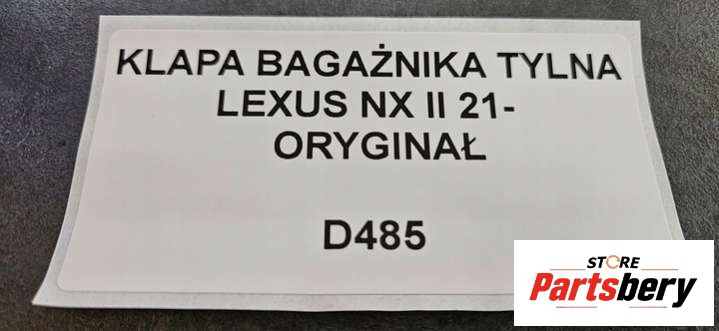 KLAPA BAGAŻNIKA TYLNA
LEXUS NX II 21-
ORYGINAŁ
D485
STORE
Partsbery